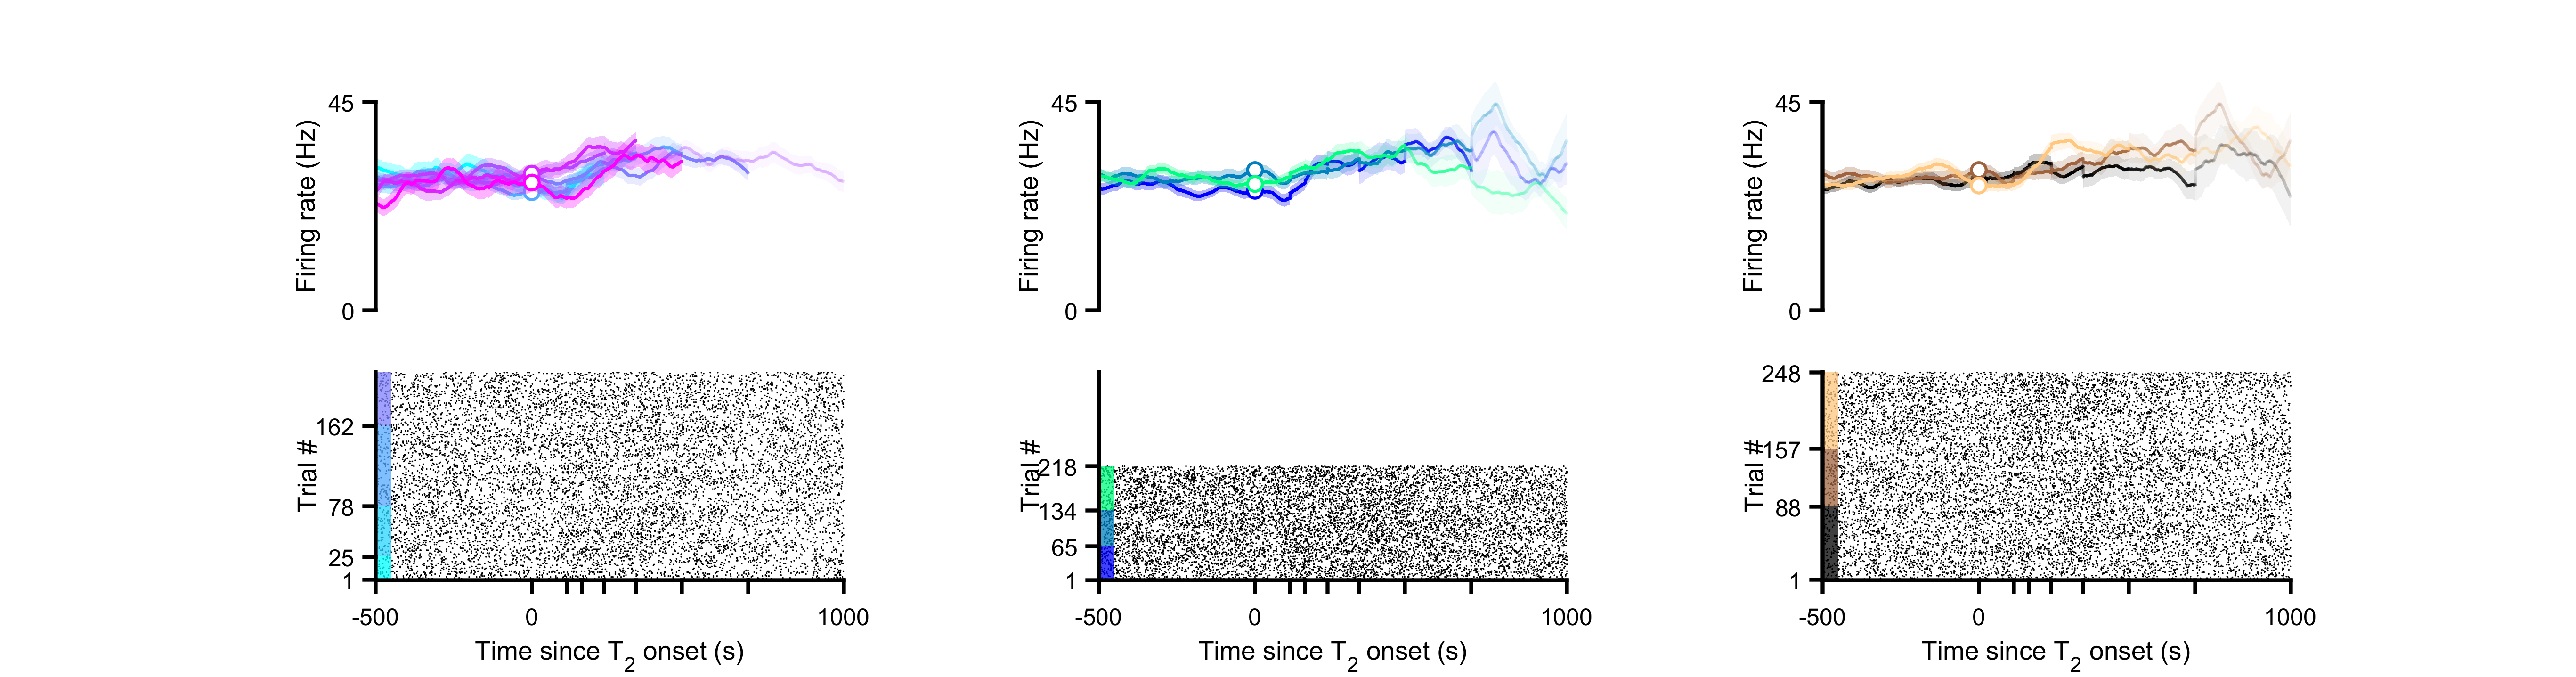 45
Firing rate (Hz)
0
162
78
25
1
Trial #
-500 0 1000
Time since T2 onset (s)
45
Firing rate (Hz)
0
218
134
65
1
Trial #
-500 0 1000
Time since T2 onset (s)
45
Firing rate (Hz)
0
248
157
88
1
Trial #
-500 0 1000
Time since T2 onset (s)